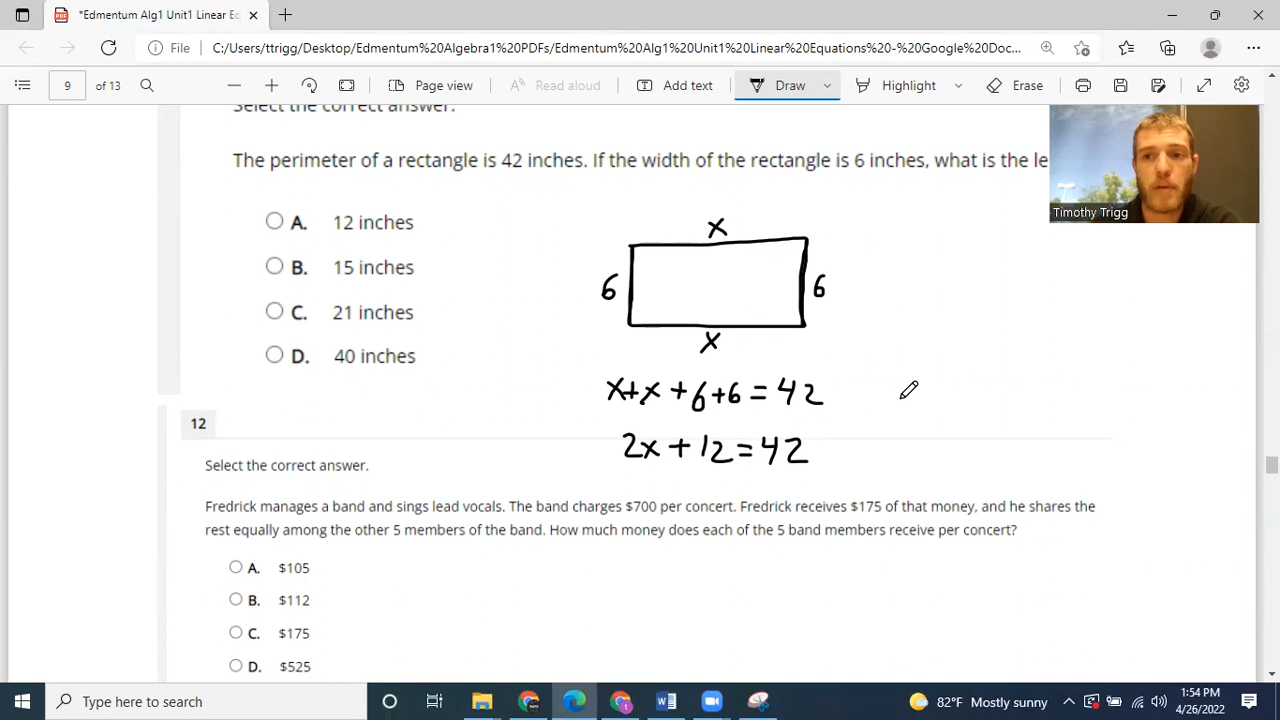 *Edmentum Alg1 Unit1 Linear Eq
File C:/Users/ttrigg/Desktop/Edmentum%20Algebra1%20PDFs/Edmentum%20Alg1%20Unit1%20Linear%20Equations%20-%20Google%20Doc...
9 of 13 Page view Read aloud Add text Draw Highlight Erase
Select the correct answer.
The perimeter of a rectangle is 42 inches. If the width of the rectangle is 6 inches, what is the le
Timothy Trigg
A. 12 inches
B. 15 inches
C. 21 inches
D. 40 inches
x
6 6
x
x+x+6+6=42
2x+12=42
12
Select the correct answer.
Fredrick manages a band and sings lead vocals. The band charges $700 per concert. Fredrick receives $175 of that money, and he shares the
rest equally among the other 5 members of the band. How much money does each of the 5 band members receive per concert?
A. $105
B. $112
C. $175
D. $525
Type here to search
82°F Mostly sunny
1:54 PM
4/26/2022